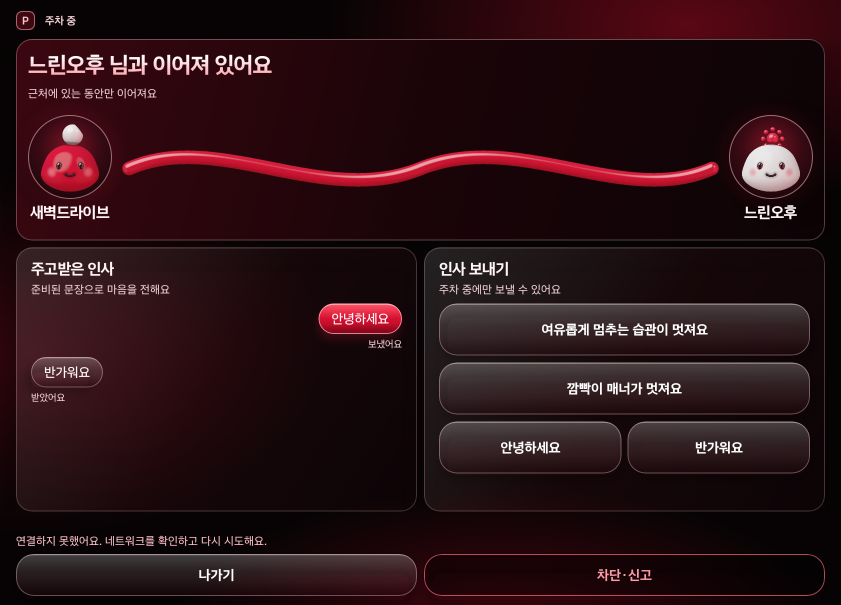 P 주차 중
느린오후 님과 이어져 있어요
근처에 있는 동안만 이어져요
새벽드라이브
느린오후
주고받은 인사
준비된 문장으로 마음을 전해요
안녕하세요
보냈어요
반가워요
받았어요
인사 보내기
주차 중에만 보낼 수 있어요
여유롭게 멈추는 습관이 멋져요
깜빡이 매너가 멋져요
안녕하세요
반가워요
연결하지 못했어요. 네트워크를 확인하고 다시 시도해요.
나가기
차단·신고